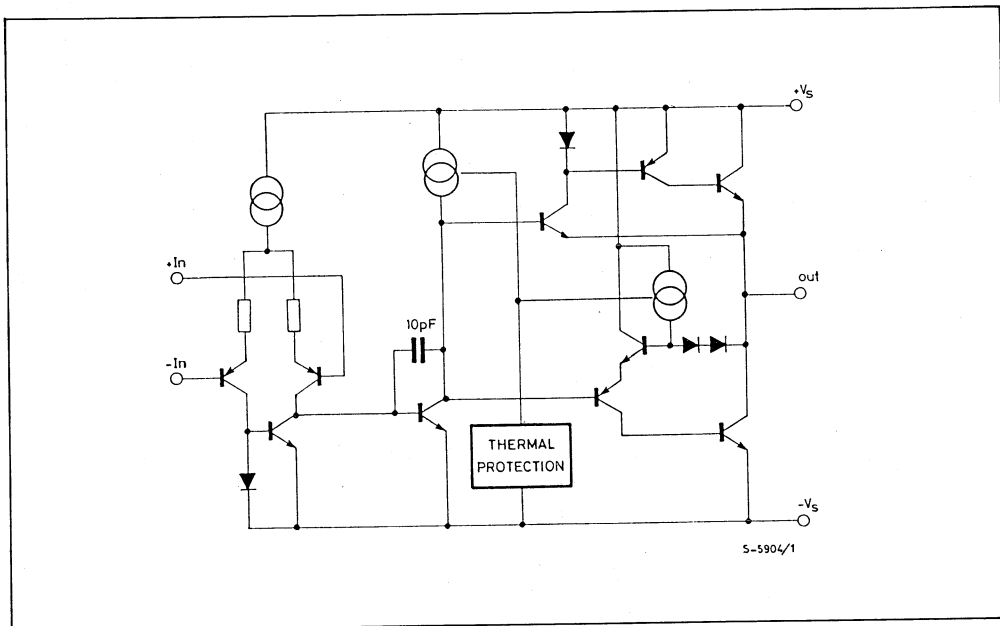 +Vs
+In
out
10pF
-In
THERMAL
PROTECTION
-Vs
S-5904/1